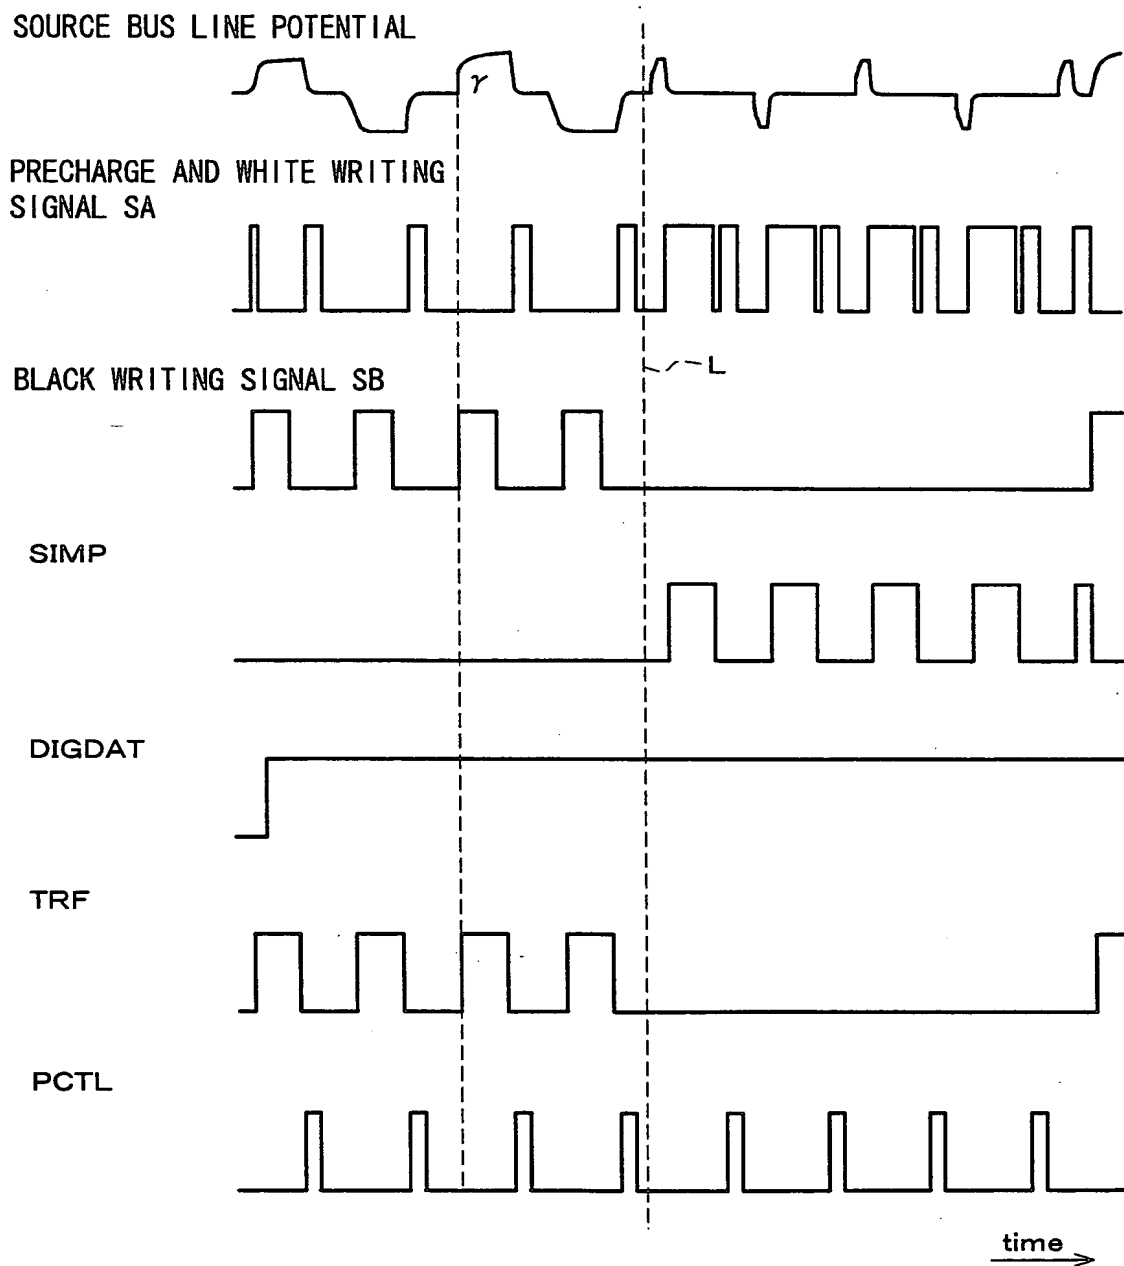 SOURCE BUS LINE POTENTIAL
γ
PRECHARGE AND WHITE WRITING
SIGNAL SA
L
BLACK WRITING SIGNAL SB
SIMP
DIGDAT
TRF
PCTL
time